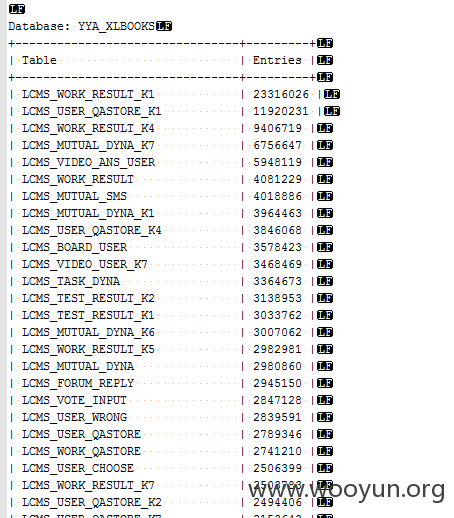 LF
Database: YYA_XLBOOKSLF
+--------------------------------+---------+LF
| Table | Entries |LF
+--------------------------------+---------+LF
| LCMS_WORK_RESULT_K1 | 23316026 |LF
| LCMS_USER_QASTORE_K1 | 11920231 |LF
| LCMS_WORK_RESULT_K4 | 9406719 |LF
| LCMS_MUTUAL_DYNA_K7 | 6756647 |LF
| LCMS_VIDEO_ANS_USER | 5948119 |LF
| LCMS_WORK_RESULT | 4081229 |LF
| LCMS_MUTUAL_SMS | 4018886 |LF
| LCMS_MUTUAL_DYNA_K1 | 3964463 |LF
| LCMS_USER_QASTORE_K4 | 3846068 |LF
| LCMS_BOARD_USER | 3578423 |LF
| LCMS_VIDEO_USER_K7 | 3468469 |LF
| LCMS_TASK_DYNA | 3364673 |LF
| LCMS_TEST_RESULT_K2 | 3138953 |LF
| LCMS_TEST_RESULT_K1 | 3033762 |LF
| LCMS_MUTUAL_DYNA_K6 | 3007062 |LF
| LCMS_WORK_RESULT_K5 | 2982981 |LF
| LCMS_MUTUAL_DYNA | 2980860 |LF
| LCMS_FORUM_REPLY | 2945150 |LF
| LCMS_VOTE_INPUT | 2847128 |LF
| LCMS_USER_WRONG | 2839591 |LF
| LCMS_USER_QASTORE | 2789346 |LF
| LCMS_WORK_QASTORE | 2741210 |LF
| LCMS_USER_CHOOSE | 2506399 |LF
| LCMS_WORK_RESULT_K7 |
www.wooyun.org
| LCMS_USER_QASTORE_K2 | 2494406 |LF